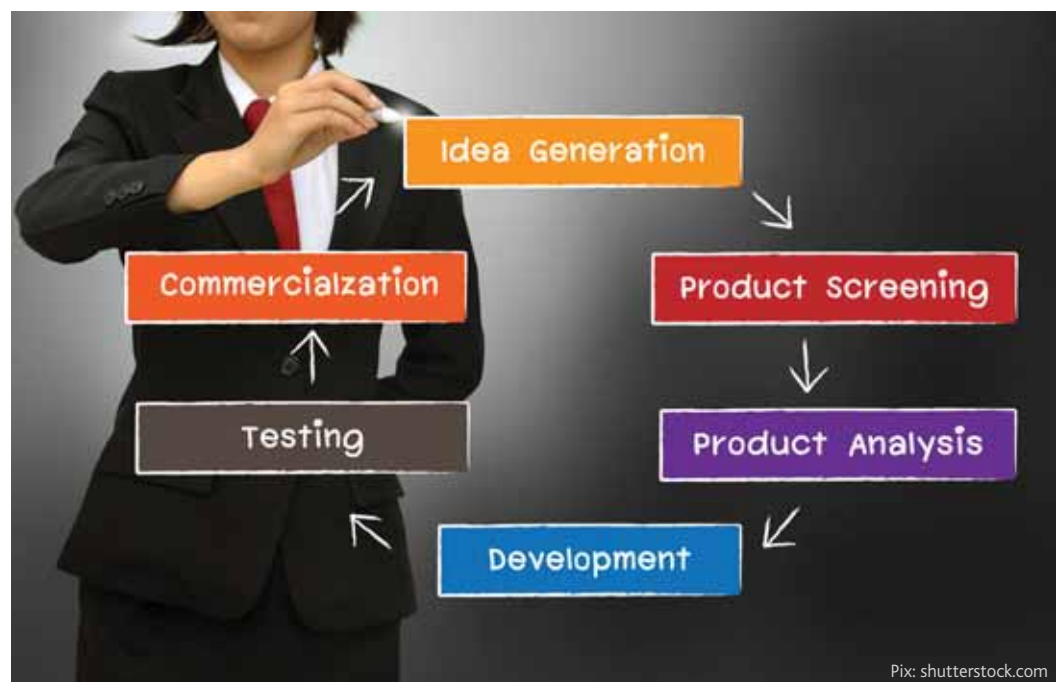 Idea Generation
Product Screening
Product Analysis
Development
Testing
Commercialzation
Pix: shutterstock.com